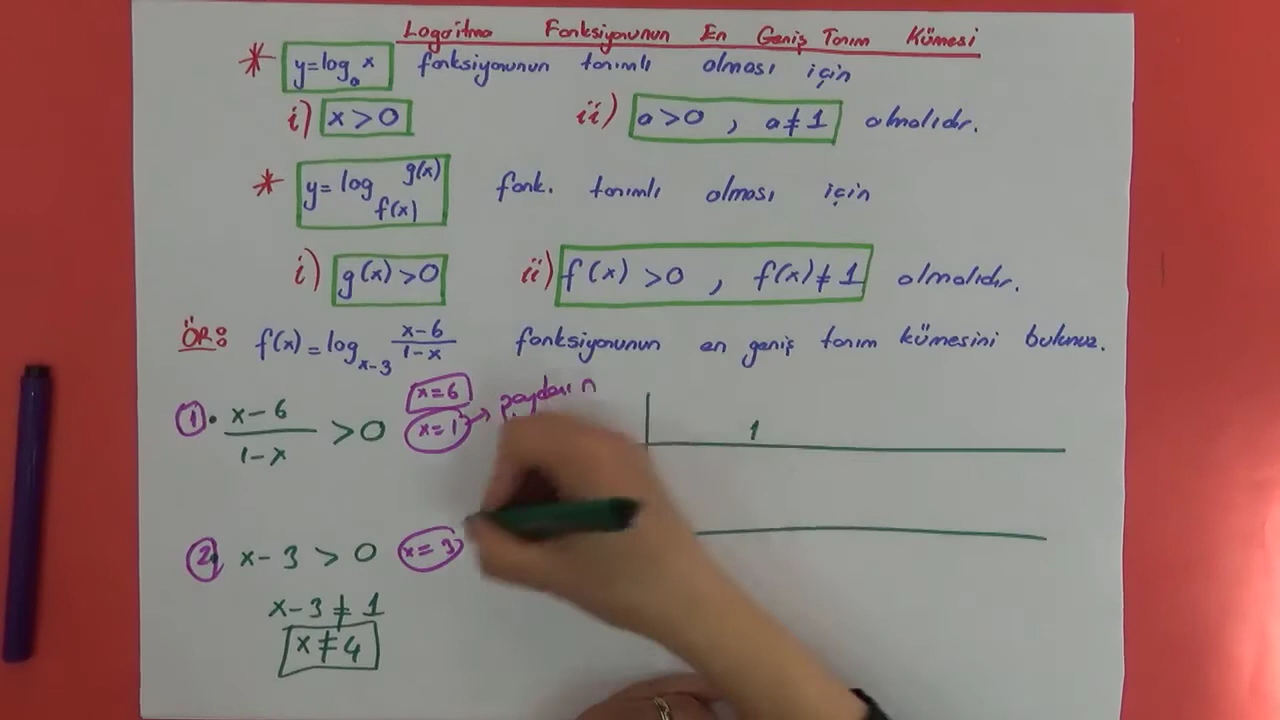 Logaritma Fonksiyonunun En Geniş Tanım Kümesi
* y=logₐ x fonksiyonunun tanımlı olması için
i) x>0 ii) a>0 , a≠1 olmalıdır.
* y= log_f(x) g(x) fonk. tanımlı olması için
i) g(x)>0 ii) f(x)>0 , f(x)≠1 olmalıdır.
ÖR: f(x)=log_x-3 x-6/1-x fonksiyonunun en geniş tanım kümesini bulunuz.
1. x-6/1-x >0 x=6 x=1 → paydanın
1
2. x-3 > 0 x=3
x-3≠1
x≠4